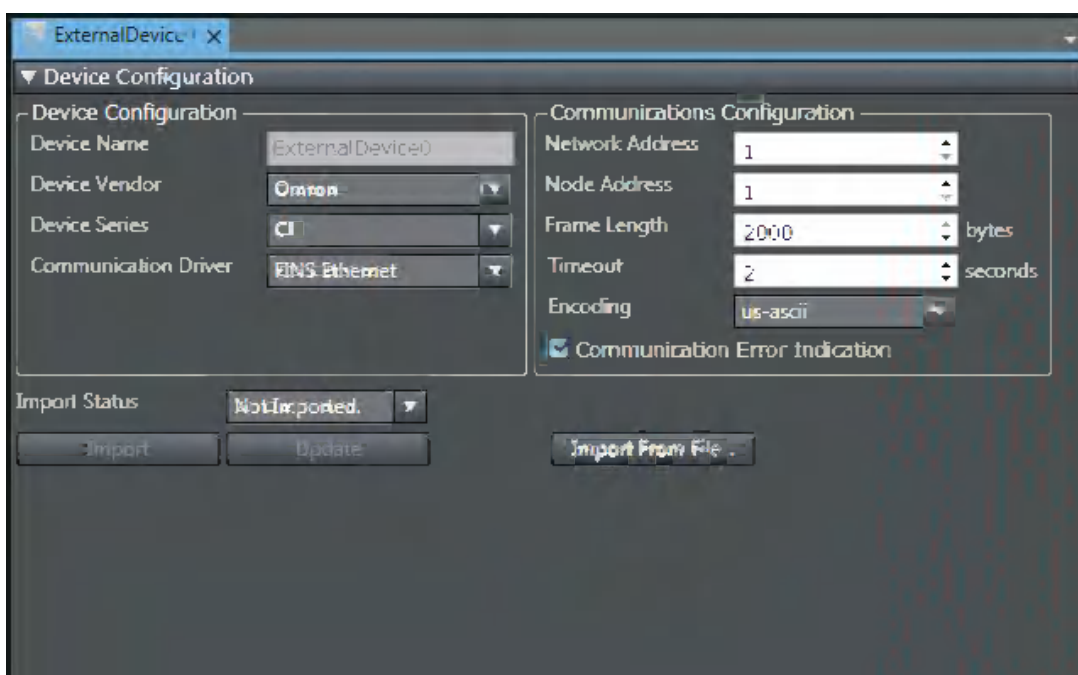 Device Configuration
Device Configuration
Device Name
ExternalDevice0
Device Vendor
Omron
Device Series
Communication Driver
FINS Ethernet
Communications Configuration
Network Address
1
Node Address
1
Frame Length
2000 bytes
Timeout
2 seconds
Encoding
us-ascii
Communication Error Indication
Import Status
Not Imported.
Import
Update
Import From File